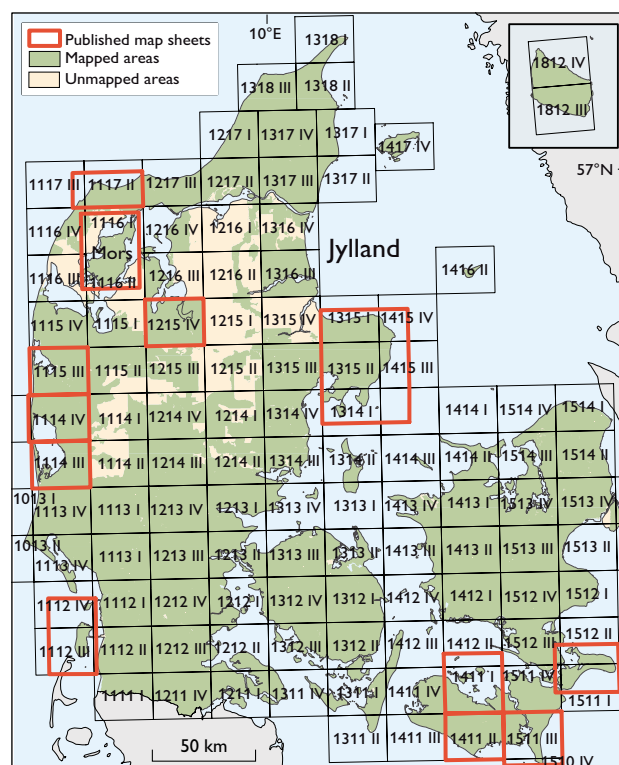 10°E
Published map sheets
Mapped areas
Unmapped areas
1318 I
1812 IV
1812 III
1318 III 1318 II
1217 I 1317 IV 1317 I
1417 IV
57°N
1117 III 1117 II 1217 III 1217 II 1317 III 1317 II
1116 IV 1116 I 1216 IV 1216 I 1316 IV
Mors
Jylland
1116 III 1116 II 1216 III 1216 II 1316 III 1416 II
1115 IV 1115 I 1215 IV 1215 I 1315 IV 1315 I 1415 IV
1115 III 1115 II 1215 III 1215 II 1315 III 1315 II 1415 III
1114 IV 1114 I 1214 IV 1214 I 1314 IV 1314 I 1414 I 1514 IV 1514 I
1114 III 1114 II 1214 III 1214 II 1314 III 1314 II 1414 III 1414 II 1514 III 1514 II
1013 I
1113 IV 1113 I 1213 IV 1213 I 1313 IV 1313 I 1413 IV 1413 I 1513 IV 1513 IV
1013 II
1113 IV 1113 I 1213 III 1213 II 1313 III 1313 II 1413 III 1413 II 1513 III 1513 II
1112 IV 1112 I 1212 IV 1212 I 1312 IV 1312 I 1412 IV 1412 I 1512 IV 1512 I
1112 III 1112 II 1212 III 1212 II 1312 III 1312 II 1412 III 1412 II 1512 III 1512 II
1111 I 1211 IV 1211 I 1311 IV 1311 I 1411 IV 1411 I 1511 IV 1511 I
1311 II 1411 III 1411 II 1511 III
50 km
1510 IV